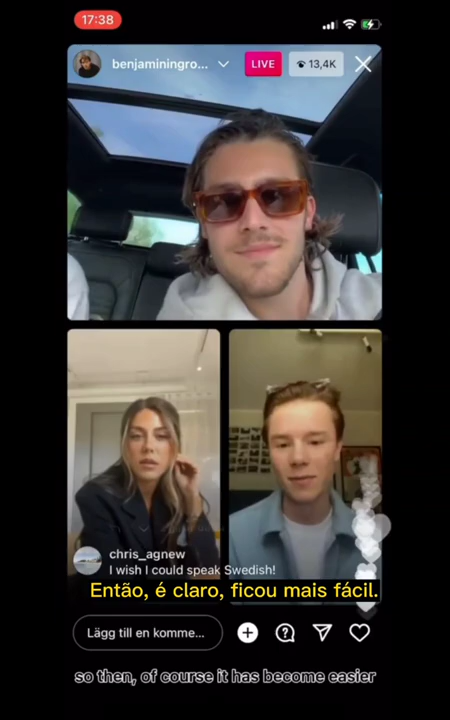 17:38
benjaminingro...
LIVE
13,4K
chris_agnew
I wish I could speak Swedish!
Então, é claro, ficou mais fácil.
Lägg till en komme...
so then, of course it has become easier